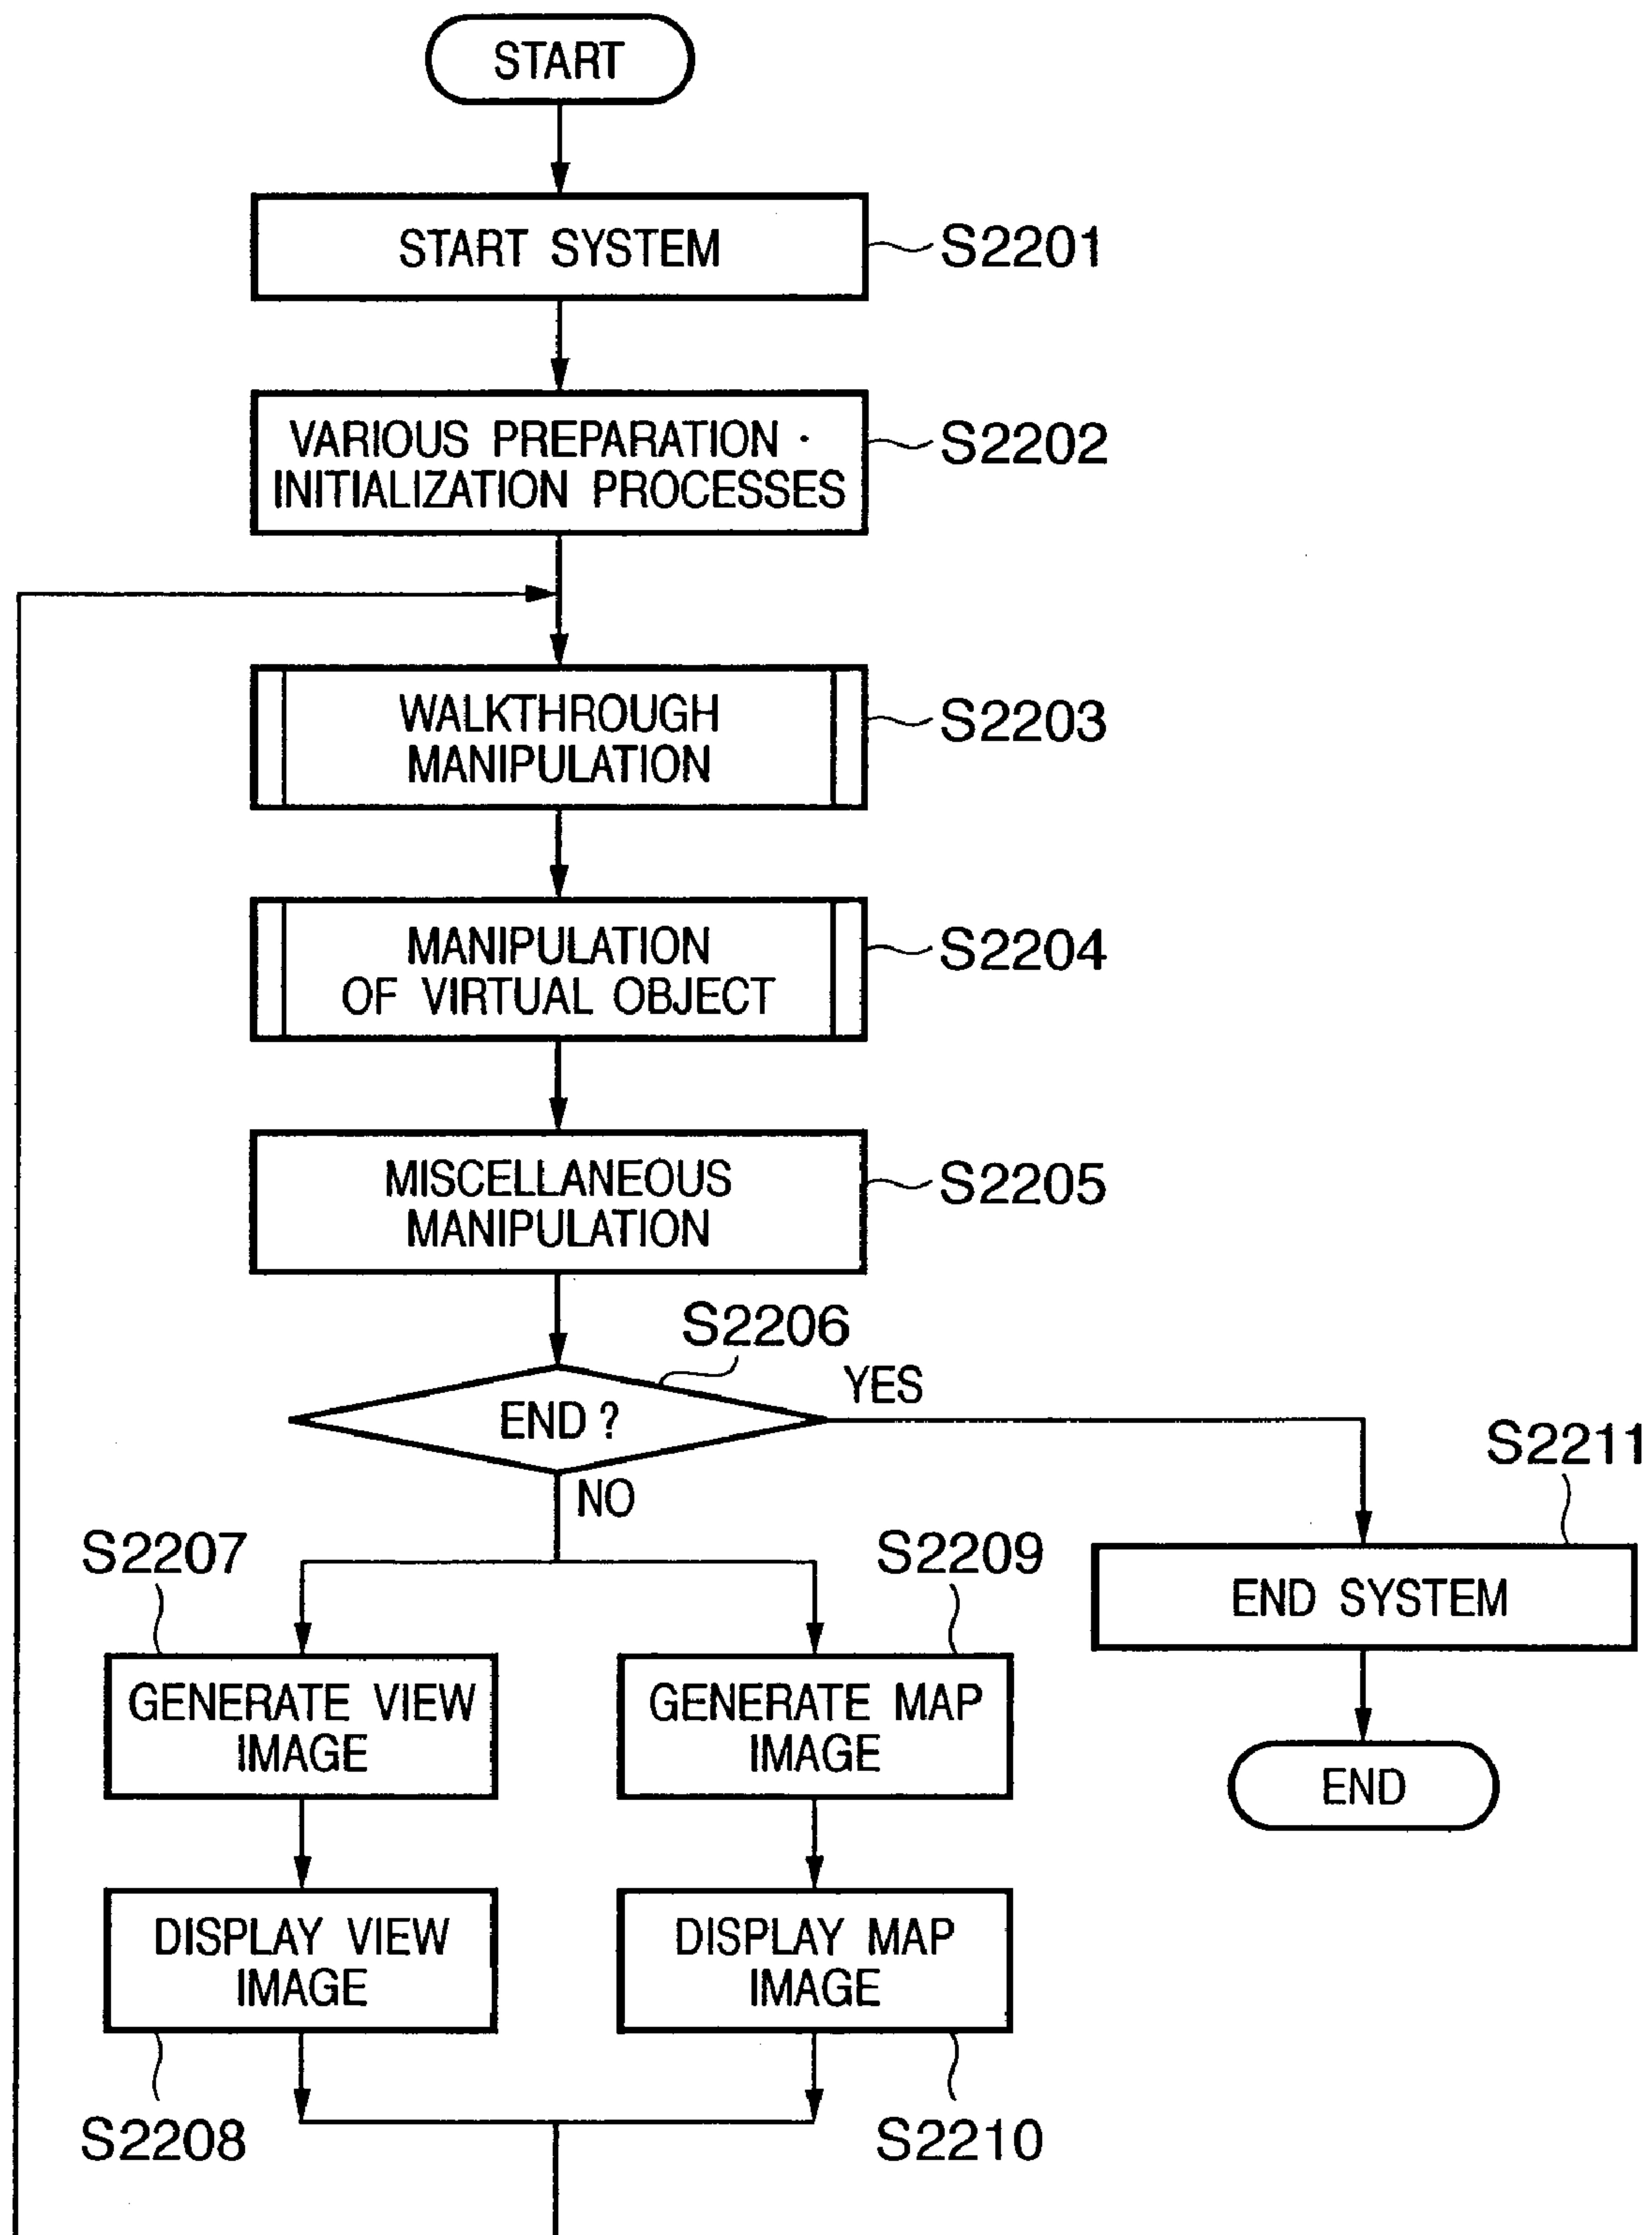 START
START SYSTEM
S2201
VARIOUS PREPARATION ·
INITIALIZATION PROCESSES
S2202
WALKTHROUGH
MANIPULATION
S2203
MANIPULATION
OF VIRTUAL OBJECT
S2204
MISCELLANEOUS
MANIPULATION
S2205
S2206
END ?
YES
NO
S2211
END SYSTEM
END
S2207
GENERATE VIEW
IMAGE
S2209
GENERATE MAP
IMAGE
DISPLAY VIEW
IMAGE
S2208
DISPLAY MAP
IMAGE
S2210